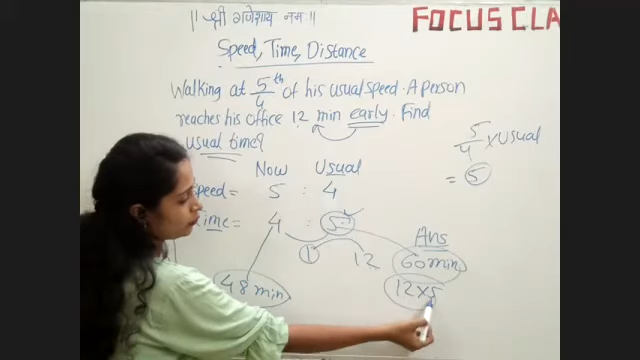 || श्री गणेशाय नमः ||
FOCUS CLA
Speed, Time, Distance
Walking at 5/4 th of his usual speed. A person
reaches his office 12 min early. Find
usual time?
5/4 x Usual
= 5
Now Usual
speed = 5 : 4
Time = 4 : 5
1 12
Ans
60 min
48 min
12x5